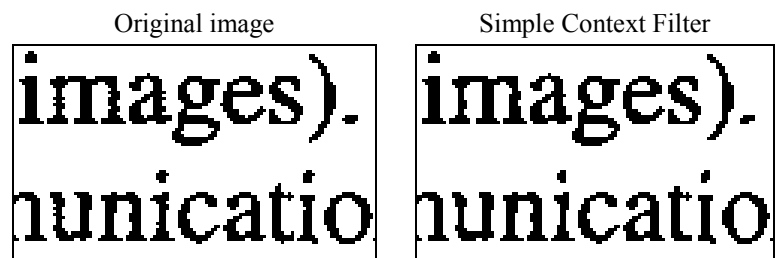 Original image
Simple Context Filter
images).
nunicatio
images).
nunicatio